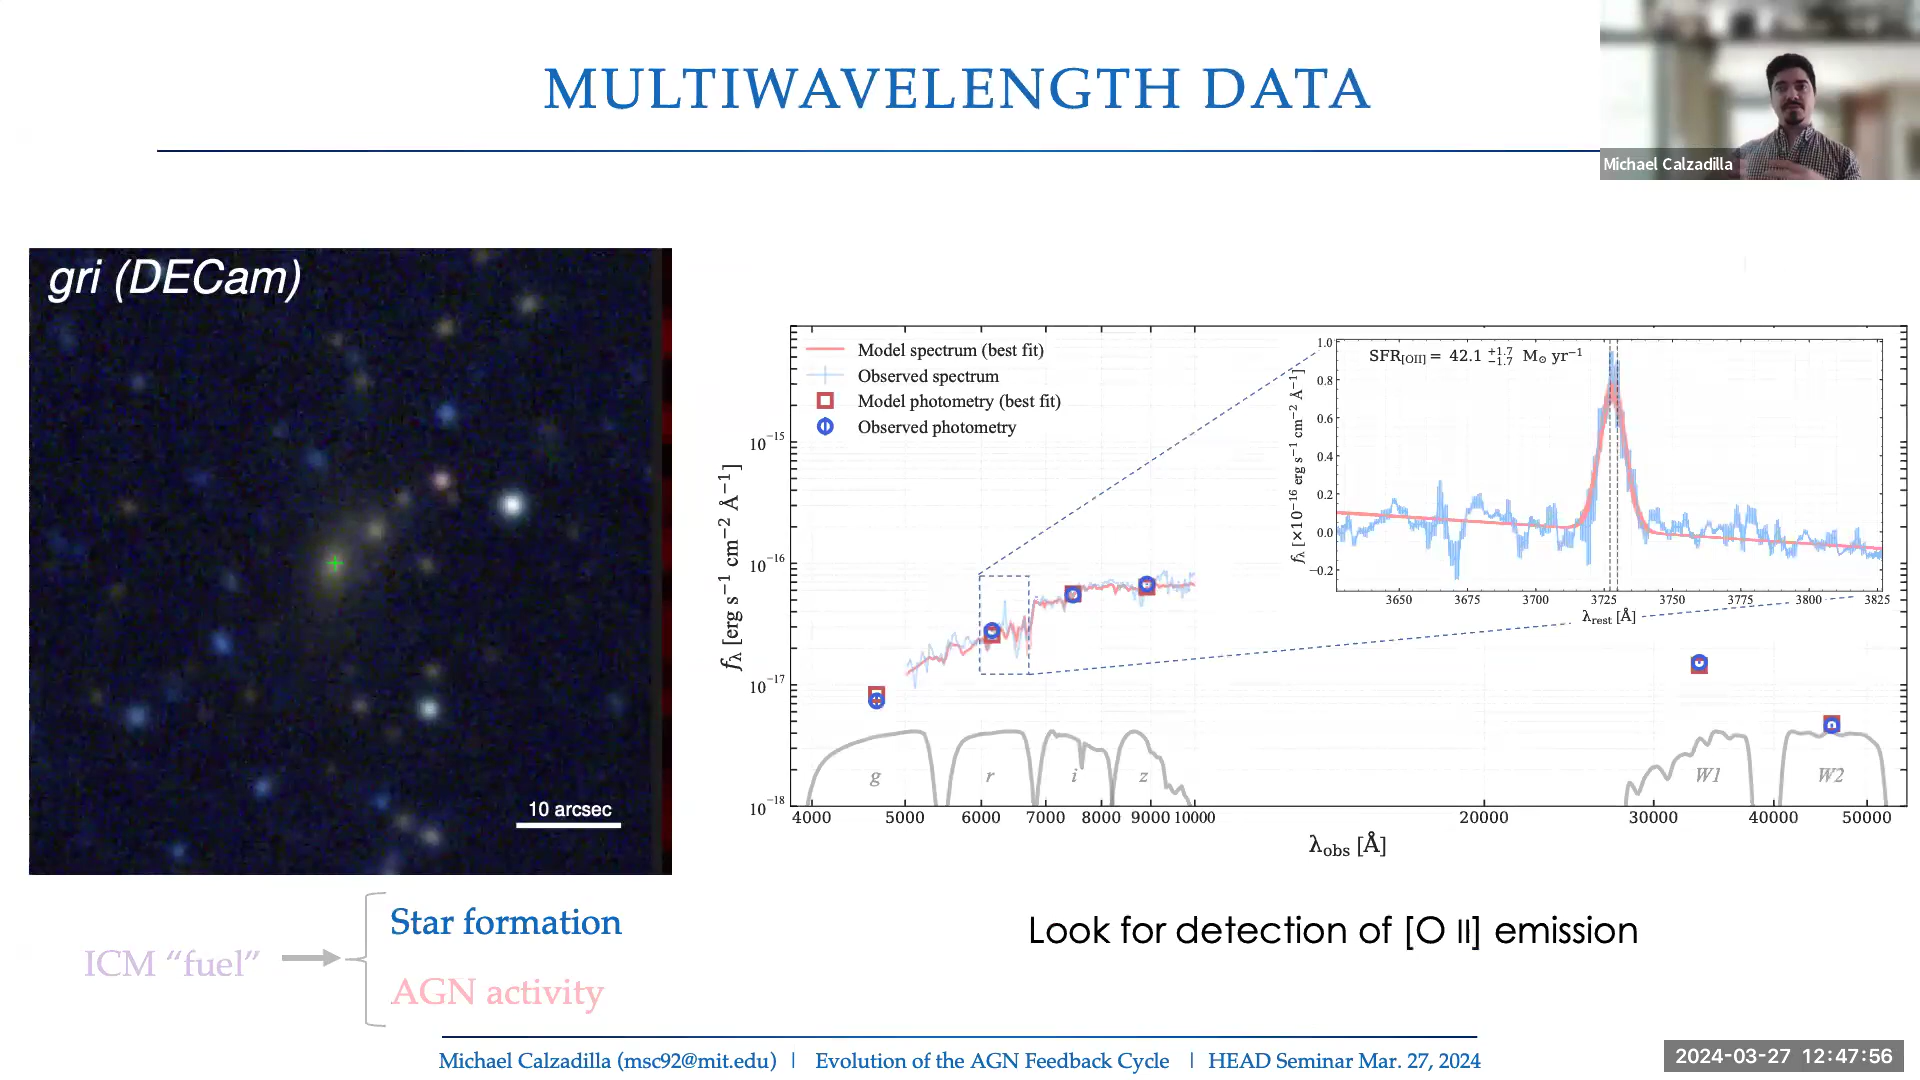 MULTIWAVELENGTH DATA
Michael Calzadilla
gri (DECam)
10 arcsec
Model spectrum (best fit)
Observed spectrum
Model photometry (best fit)
Observed photometry
fλ [erg s−1 cm−2 Å−1]
10−15
10−16
10−17
10−18
g r i z W1 W2
4000 5000 6000 7000 8000 9000 10000 20000 30000 40000 50000
λobs [Å]
SFR[OII] = 42.1 +1.7 −1.7 M⊙ yr−1
fλ [×10−16 erg s−1 cm−2 Å−1]
1.0
0.8
0.6
0.4
0.2
0.0
−0.2
3650 3675 3700 3725 3750 3775 3800 3825
λrest [Å]
ICM “fuel”
Star formation
AGN activity
Look for detection of [O II] emission
Michael Calzadilla (msc92@mit.edu) | Evolution of the AGN Feedback Cycle | HEAD Seminar Mar. 27, 2024
2024-03-27 12:47:56